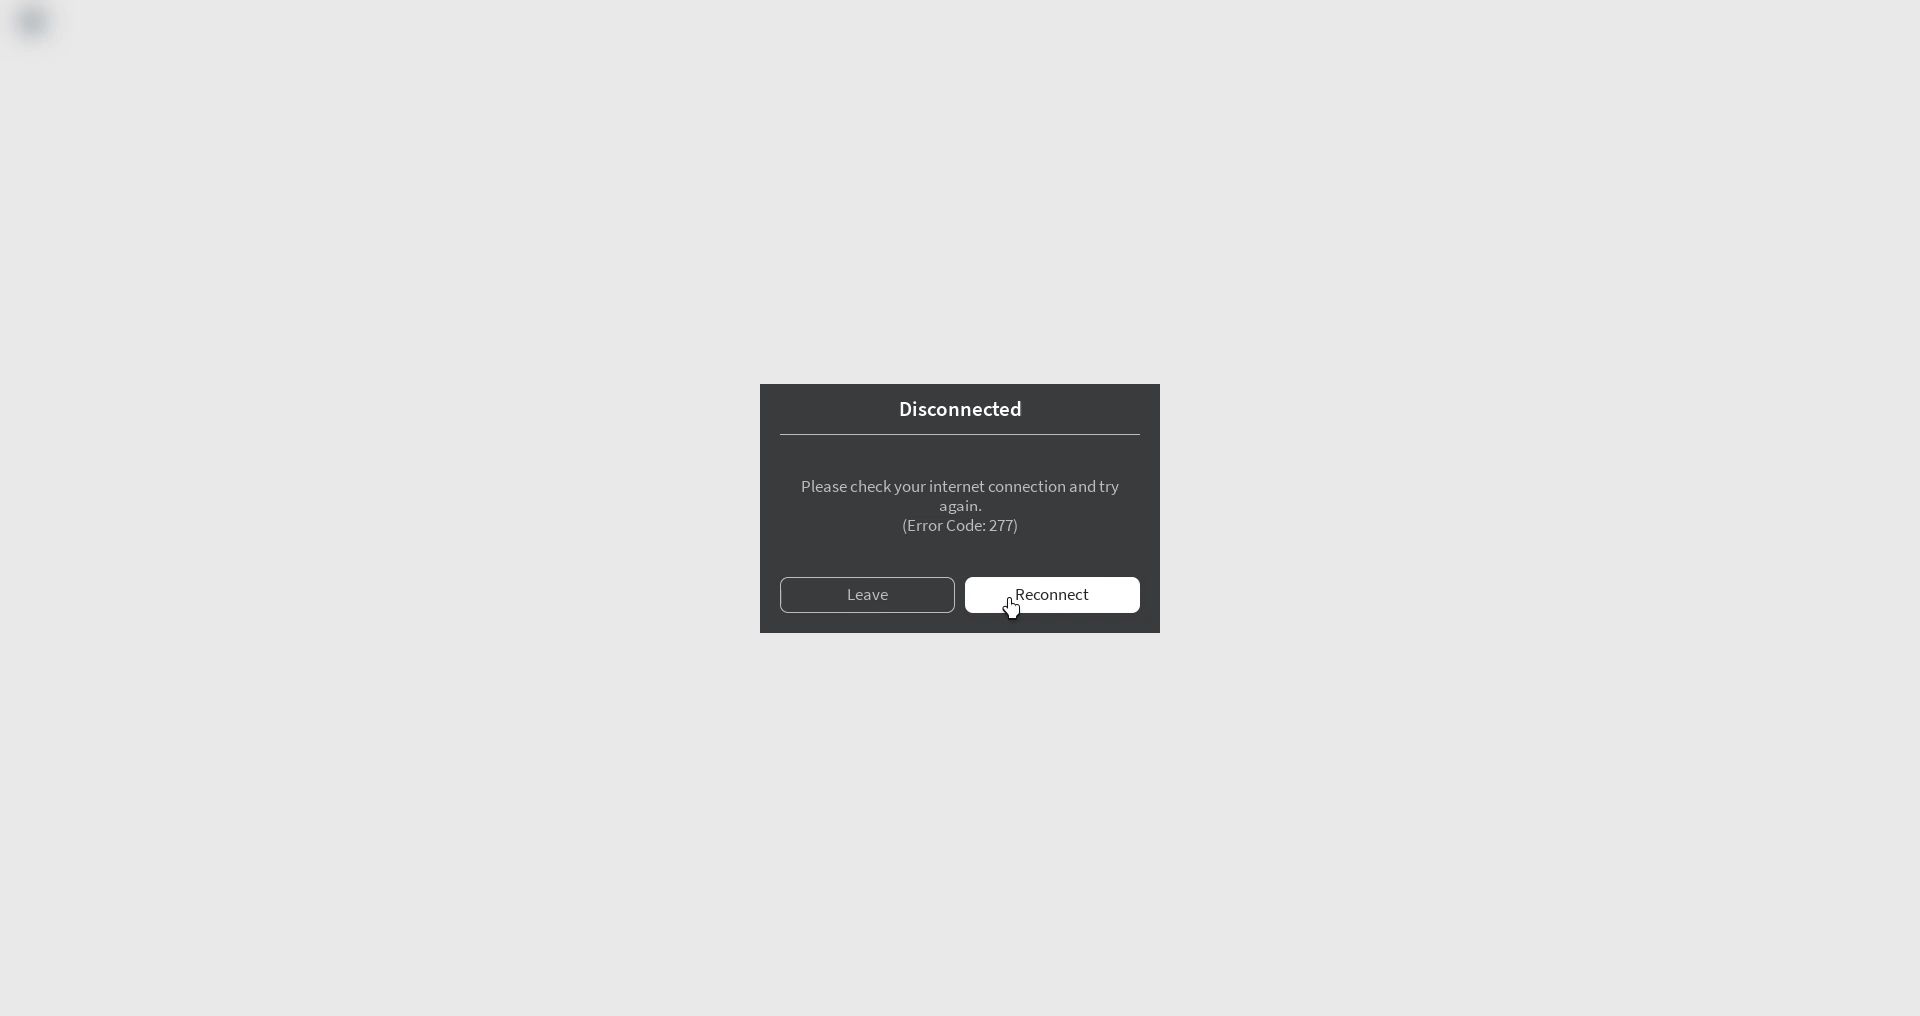 Disconnected
Please check your internet connection and try
again.
(Error Code: 277)
Leave
Reconnect